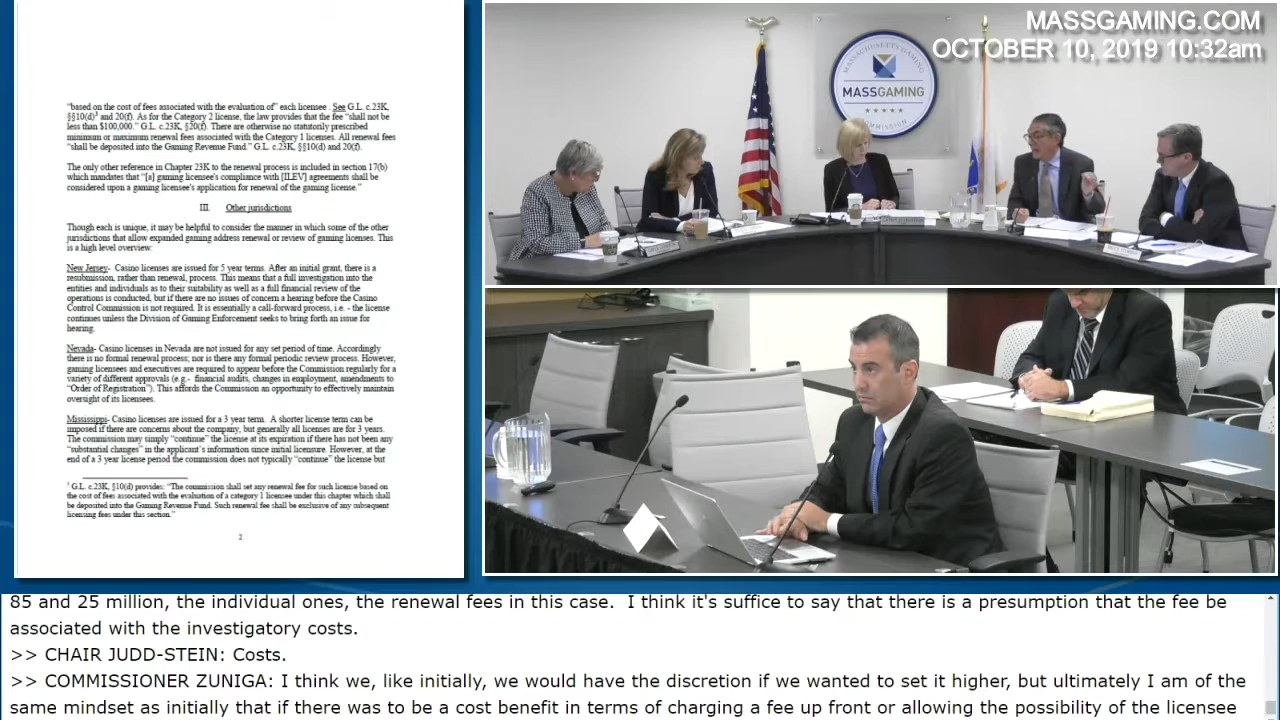 "based on the cost of fees associated with the evaluation of" each licensee . See G.L. c.23K,
§§10(d)³ and 20(f). As for the Category 2 license, the law provides that the fee "shall not be
less than $100,000." G.L. c.23K, §20(f). There are otherwise no statutorily prescribed
minimum or maximum renewal fees associated with the Category 1 licenses. All renewal fees
"shall be deposited into the Gaming Revenue Fund." G.L. c.23K, §§10(d) and 20(f).
The only other reference in Chapter 23K to the renewal process is included in section 17(b)
which mandates that "[a] gaming licensee's compliance with [ILEV] agreements shall be
considered upon a gaming licensee's application for renewal of the gaming license."
III. Other jurisdictions
Though each is unique, it may be helpful to consider the manner in which some of the other
jurisdictions that allow expanded gaming address renewal or review of gaming licenses. This
is a high level overview:
New Jersey- Casino licenses are issued for 5 year terms. After an initial grant, there is a
resubmission, rather than renewal, process. This means that a full investigation into the
entities and individuals as to their suitability as well as a full financial review of the
operations is conducted, but if there are no issues of concern a hearing before the Casino
Control Commission is not required. It is essentially a call-forward process, i.e. - the license
continues unless the Division of Gaming Enforcement seeks to bring forth an issue for
hearing.
Nevada- Casino licenses in Nevada are not issued for any set period of time. Accordingly
there is no formal renewal process; nor is there any formal periodic review process. However,
gaming licensees and executives are required to appear before the Commission regularly for a
variety of different approvals (e.g.- financial audits, changes in employment, amendments to
"Order of Registration"). This affords the Commission an opportunity to effectively maintain
oversight of its licensees.
Mississippi- Casino licenses are issued for a 3 year term. A shorter license term can be
imposed if there are concerns about the company, but generally all licenses are for 3 years.
The commission may simply "continue" the license at its expiration if there has not been any
"substantial changes" in the applicant's information since initial licensure. However, at the
end of a 3 year license period the commission does not typically "continue" the license but
³ G.L. c.23K, §10(d) provides: "The commission shall set any renewal fee for such license based on
the cost of fees associated with the evaluation of a category 1 licensee under this chapter which shall
be deposited into the Gaming Revenue Fund. Such renewal fee shall be exclusive of any subsequent
licensing fees under this section."
2
MASSGAMING.COM
OCTOBER 10, 2019 10:32am
MASSACHUSETTS GAMING
MASSGAMING
COMMISSION
85 and 25 million, the individual ones, the renewal fees in this case.  I think it's suffice to say that there is a presumption that the fee be
associated with the investigatory costs.
>> CHAIR JUDD-STEIN: Costs.
>> COMMISSIONER ZUNIGA: I think we, like initially, we would have the discretion if we wanted to set it higher, but ultimately I am of the
same mindset as initially that if there was to be a cost benefit in terms of charging a fee up front or allowing the possibility of the licensee